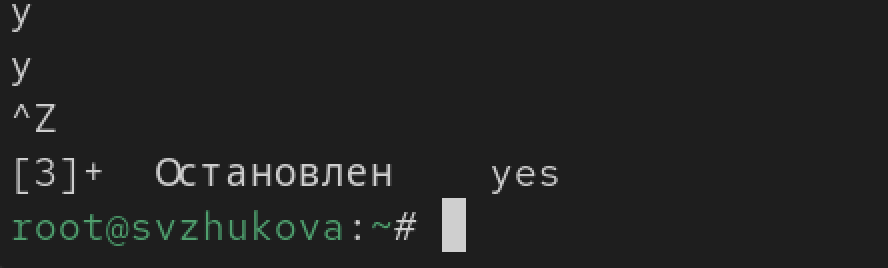 y
y
^Z
[3]+  Остановлен    yes
root@svzhukova:~#